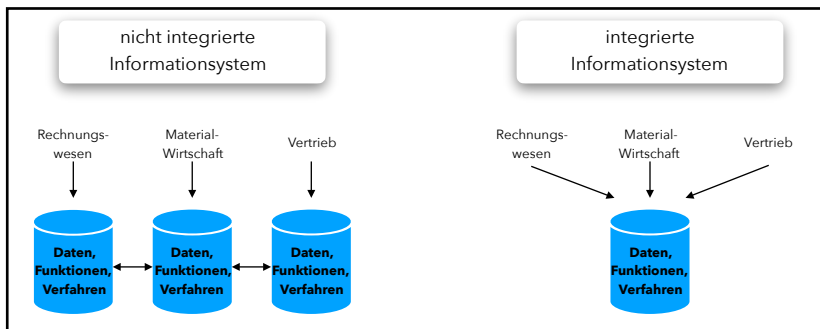 nicht integrierte
Informationsystem
Rechnungs-
wesen
Material-
Wirtschaft
Vertrieb
Daten,
Funktionen,
Verfahren
Daten,
Funktionen,
Verfahren
Daten,
Funktionen,
Verfahren
integrierte
Informationsystem
Rechnungs-
wesen
Material-
Wirtschaft
Vertrieb
Daten,
Funktionen,
Verfahren